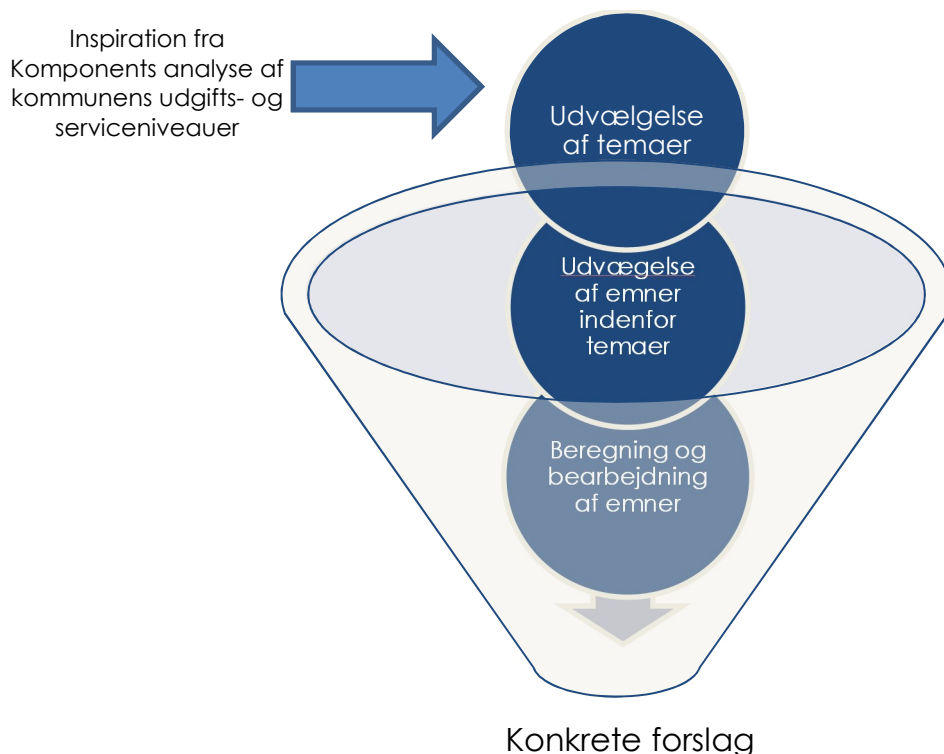 Inspiration fra
Komponents analyse af
kommunens udgifts- og
serviceniveauer
Udvælgelse
af temaer
Udvægelse
af emner
indenfor
temaer
Beregning og
bearbejdning
af emner
Konkrete forslag